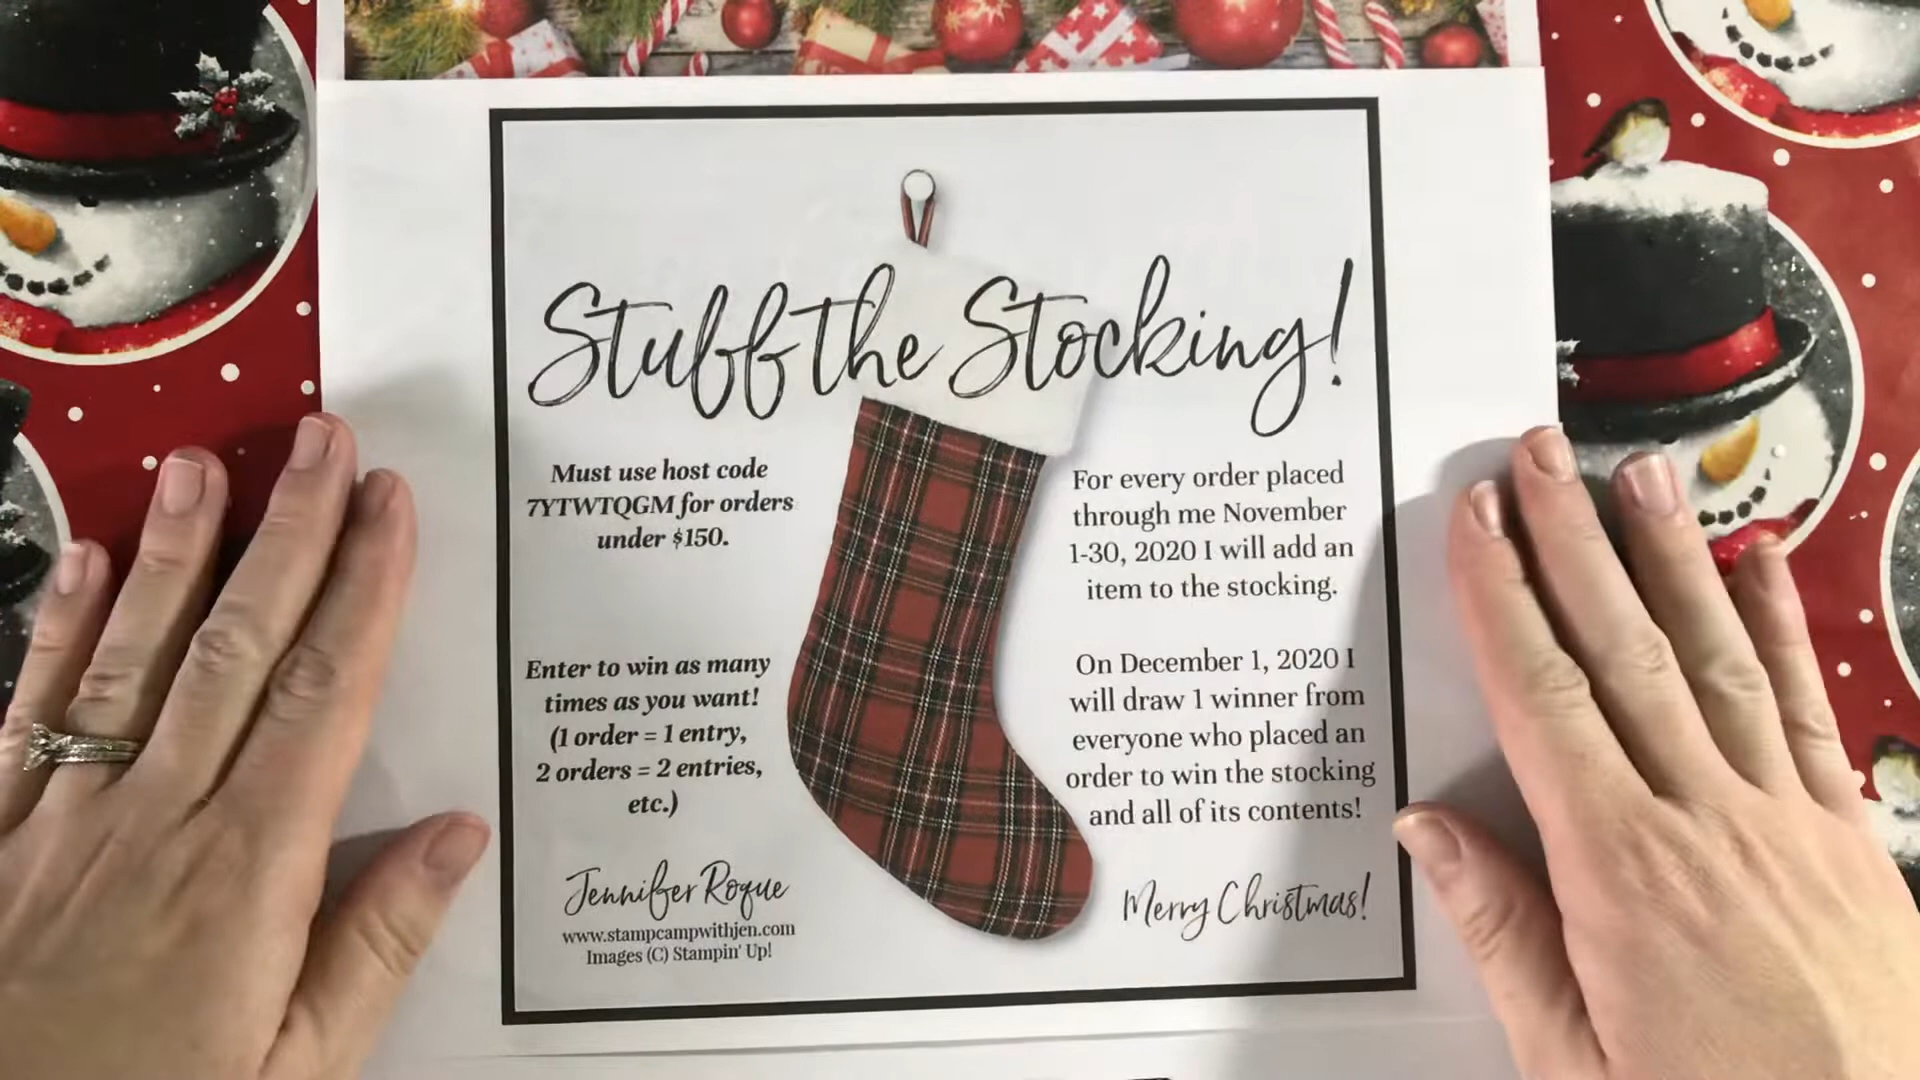 Stuff the Stocking!
Must use host code
7YTWTQGM for orders
under $150.
Enter to win as many
times as you want!
(1 order = 1 entry,
2 orders = 2 entries,
etc.)
Jennifer Roque
www.stampcampwithjen.com
Images (C) Stampin' Up!
For every order placed
through me November
1-30, 2020 I will add an
item to the stocking.
On December 1, 2020 I
will draw 1 winner from
everyone who placed an
order to win the stocking
and all of its contents!
Merry Christmas!